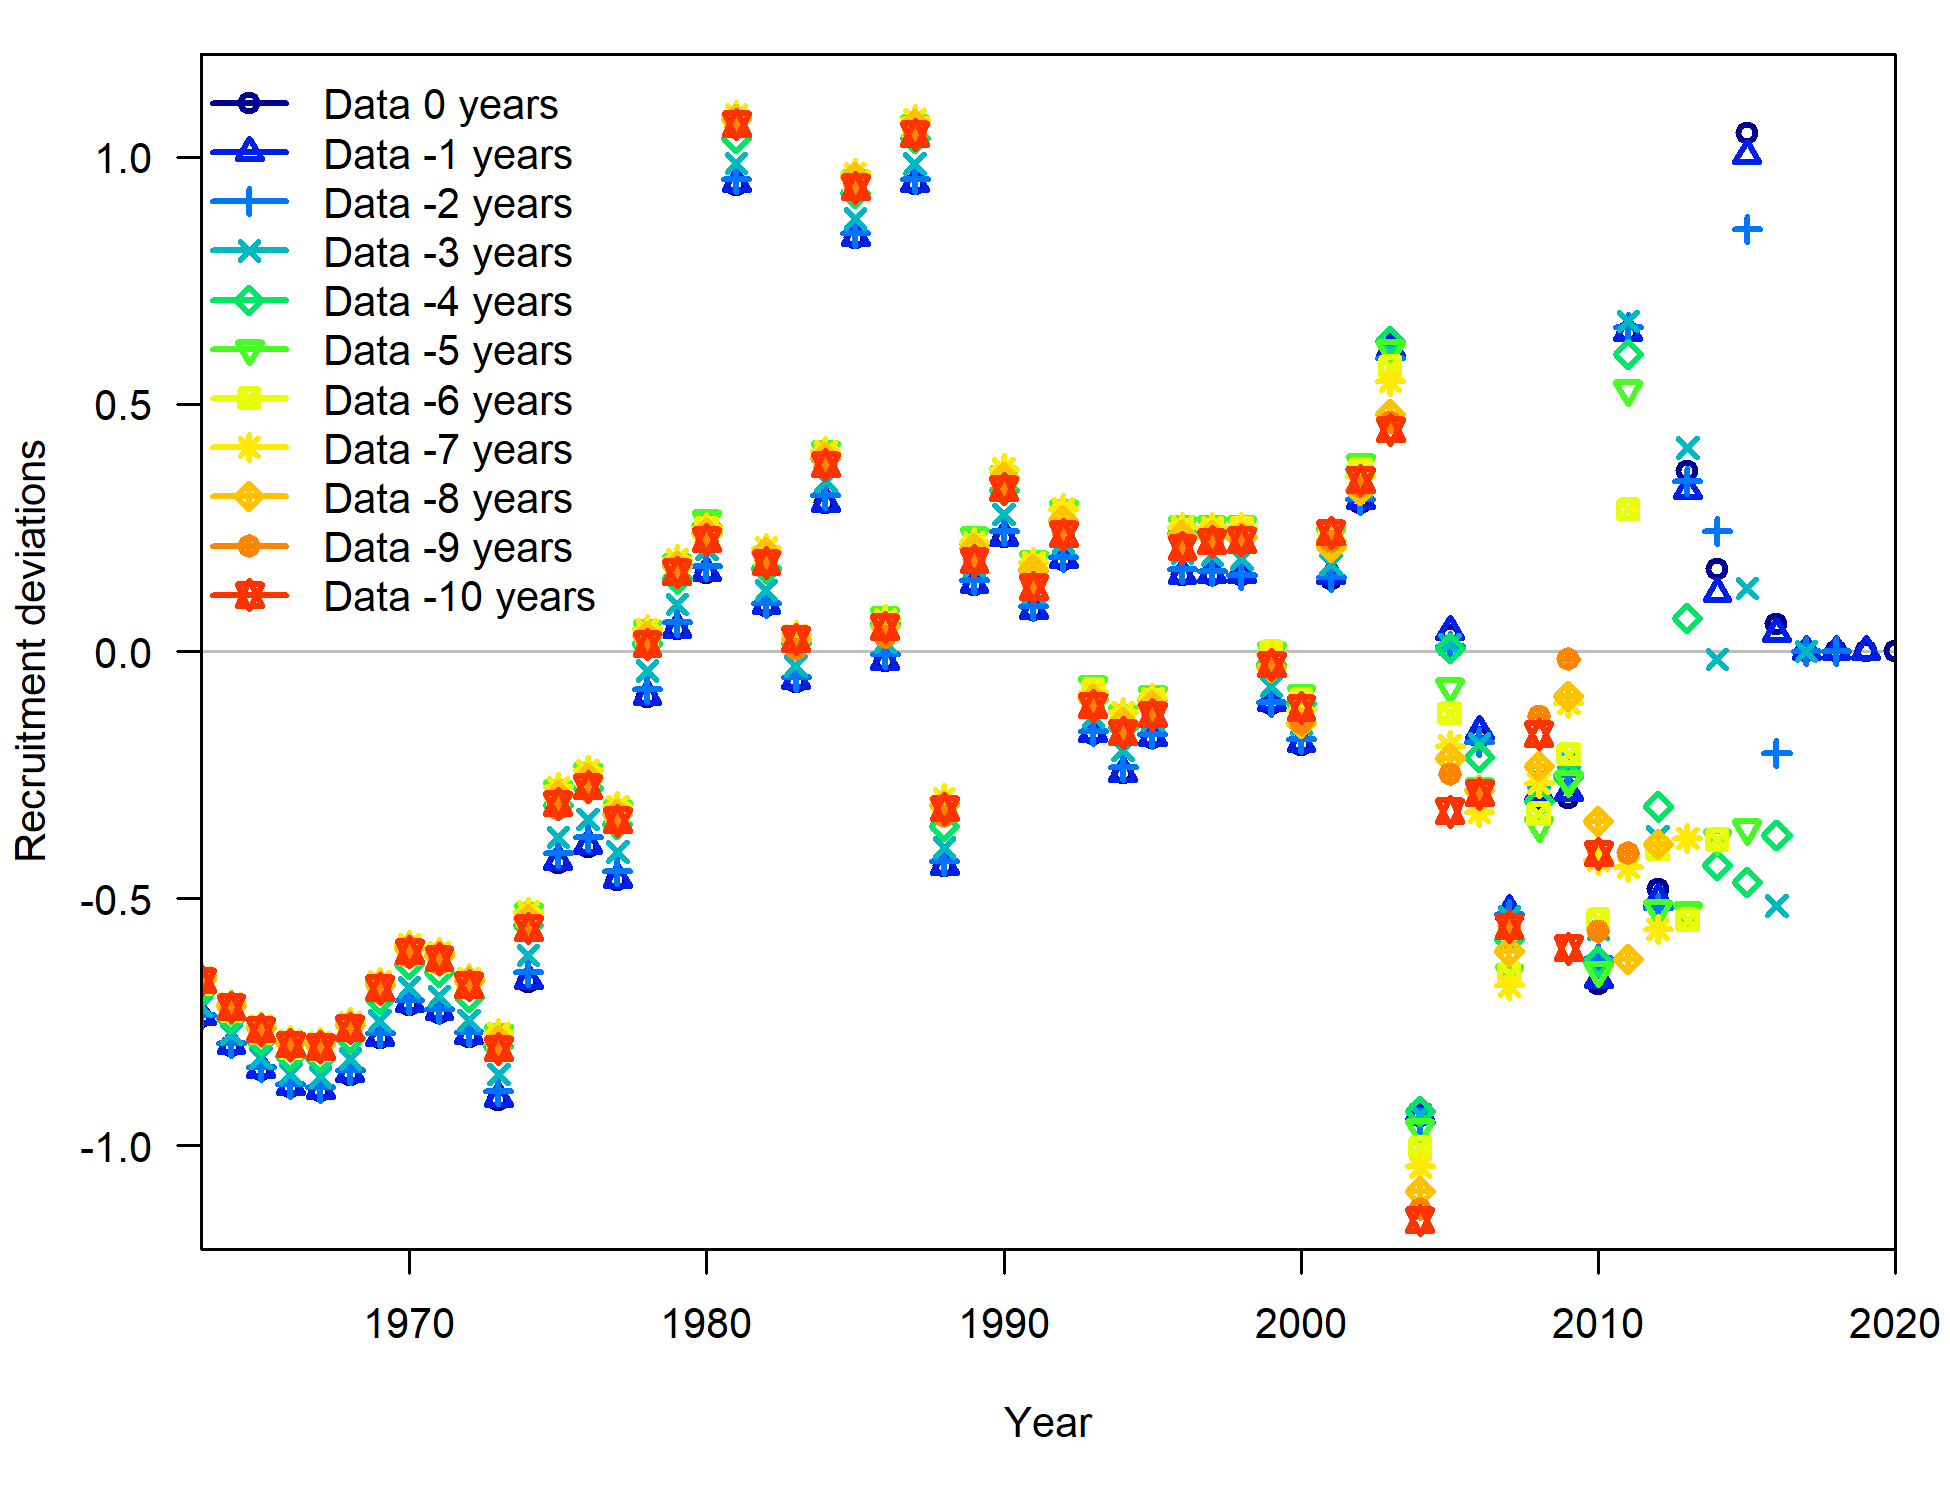 Data 0 years
Data -1 years
Data -2 years
Data -3 years
Data -4 years
Data -5 years
Data -6 years
Data -7 years
Data -8 years
Data -9 years
Data -10 years
1.0
0.5
0.0
-0.5
-1.0
Recruitment deviations
1970 1980 1990 2000 2010 2020
Year